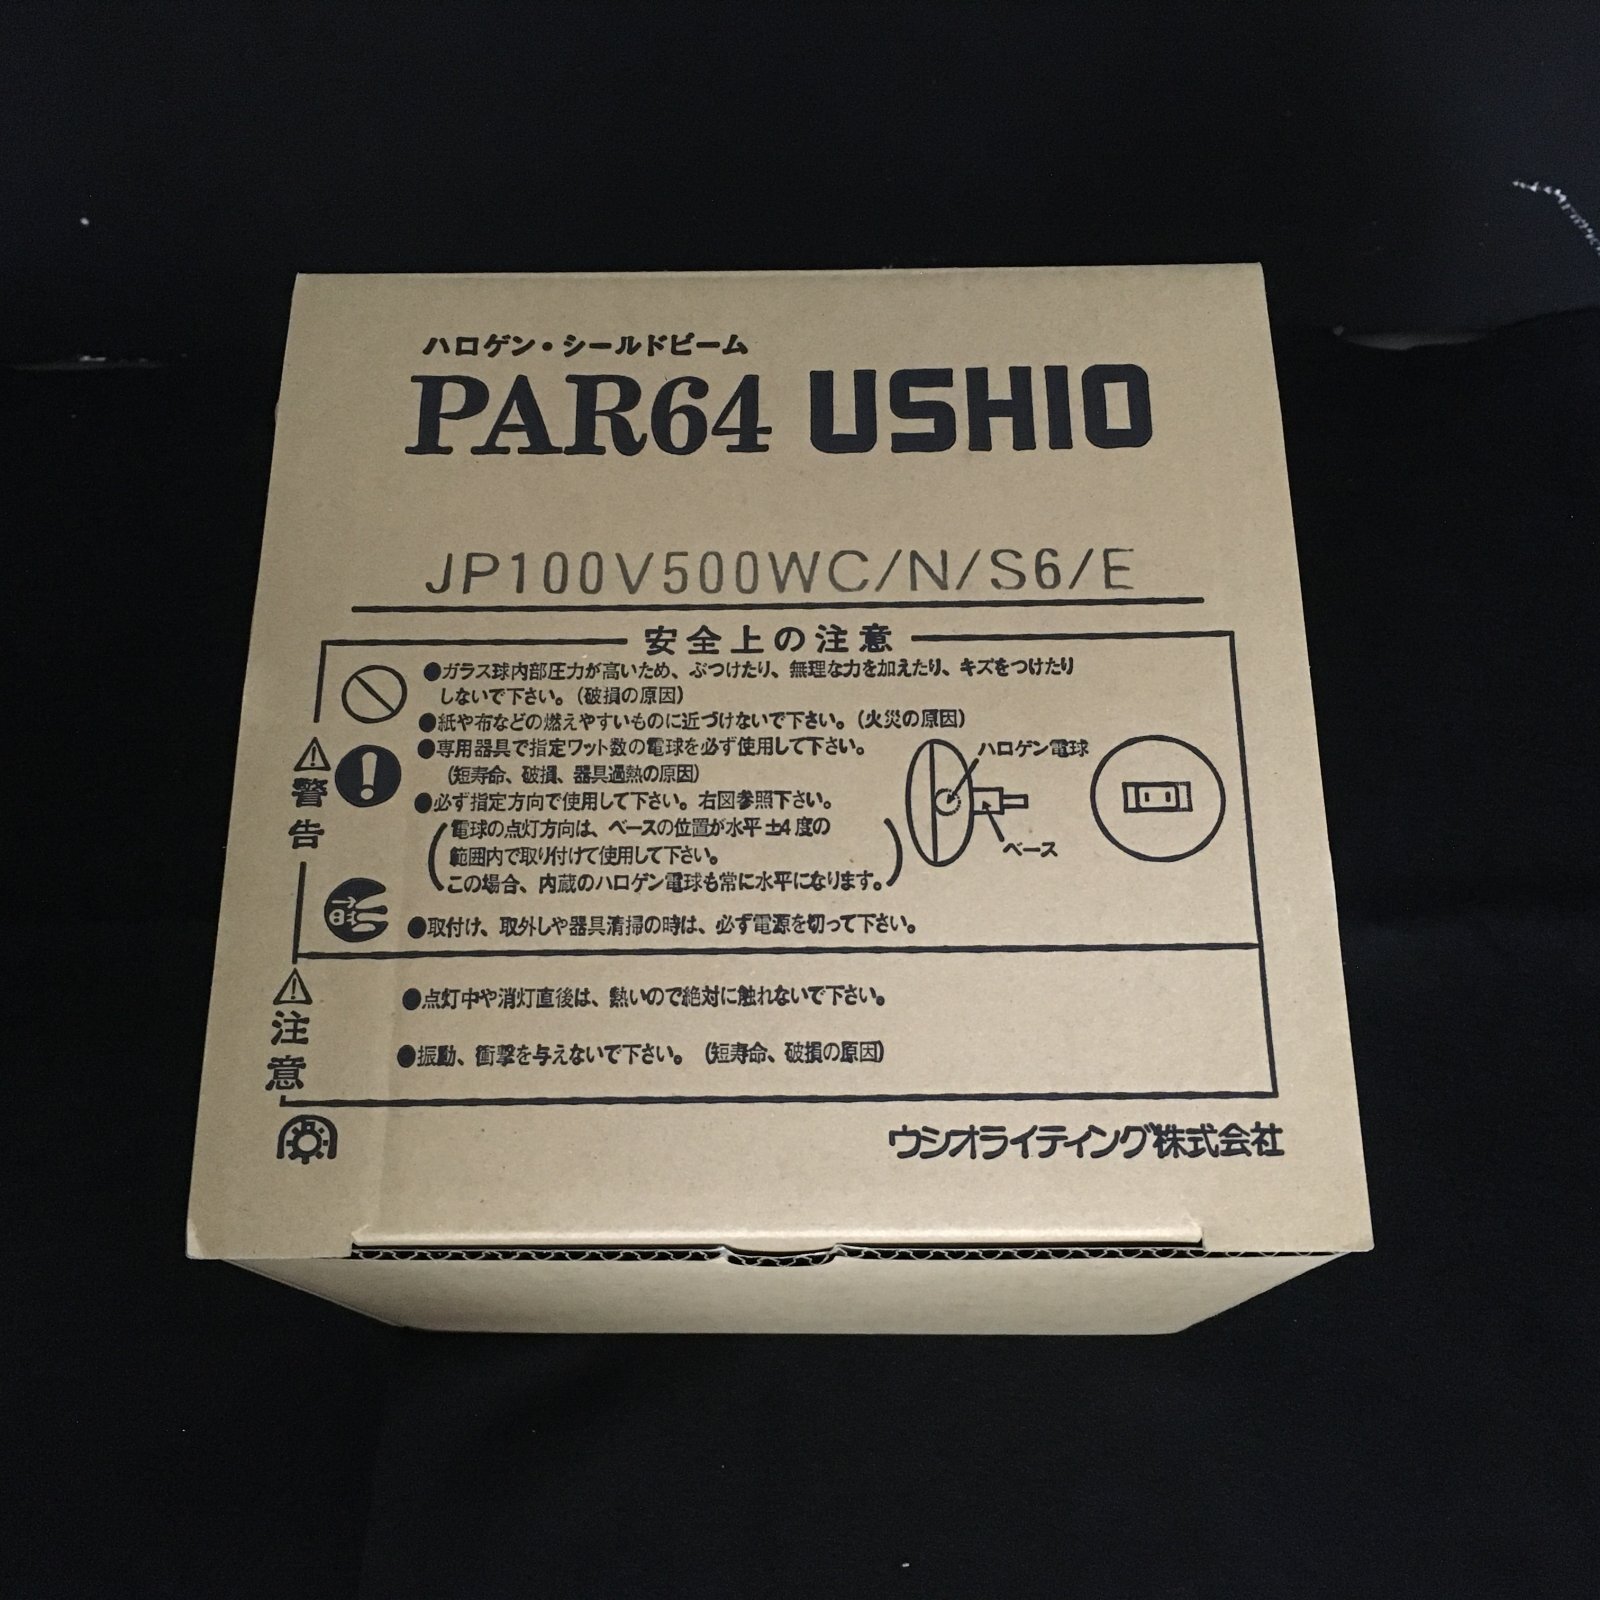 ハロゲン・シールドビーム
PAR64 USHIO
JP100V500WC/N/S6/E
安全上の注意
⚠警告
●ガラス球内部圧力が高いため、ぶつけたり、無理な力を加えたり、キズをつけたり
しないで下さい。(破損の原因)
●紙や布などの燃えやすいものに近づけないで下さい。(火災の原因)
●専用器具で指定ワット数の電球を必ず使用して下さい。
(短寿命、破損、器具過熱の原因)
●必ず指定方向で使用して下さい。右図参照下さい。
(電球の点灯方向は、ベースの位置が水平±4度の
範囲内で取り付けて使用して下さい。
この場合、内蔵のハロゲン電球も常に水平になります。)
ハロゲン電球
ベース
●取付け、取外しや器具清掃の時は、必ず電源を切って下さい。
⚠注意
●点灯中や消灯直後は、熱いので絶対に触れないで下さい。
●振動、衝撃を与えないで下さい。(短寿命、破損の原因)
ウシオライティング株式会社